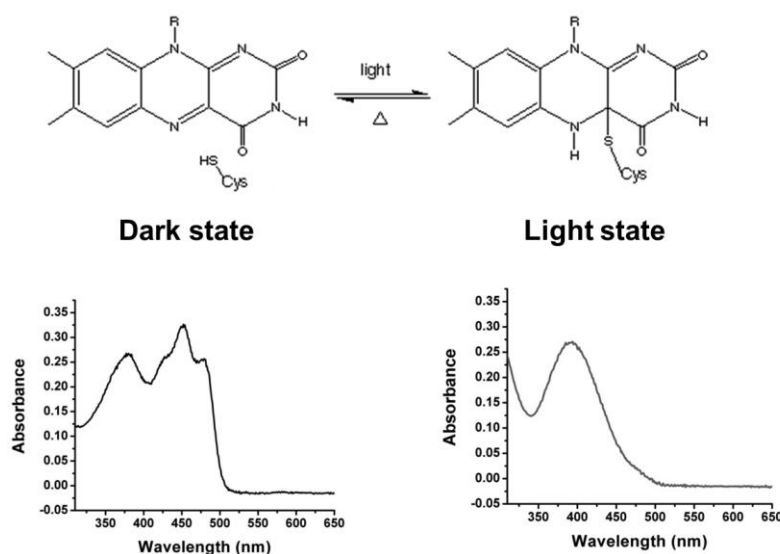 R
N
N
O
N
H
N
O
HS
Cys
light
△
R
N
N
O
N
H
N
H
O
S
Cys
Dark state
Light state
0.35
0.30
0.25
0.20
0.15
0.10
0.05
0.00
-0.05
350 400 450 500 550 600 650
Absorbance
Wavelength (nm)
0.35
0.30
0.25
0.20
0.15
0.10
0.05
0.00
-0.05
350 400 450 500 550 600 650
Absorbance
Wavelength (nm)